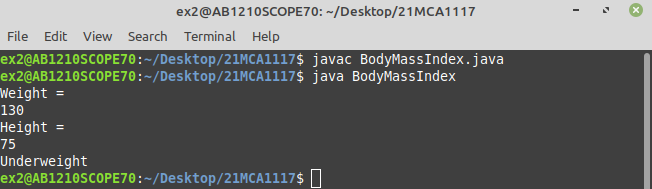 ex2@AB1210SCOPE70: ~/Desktop/21MCA1117
File Edit View Search Terminal Help
ex2@AB1210SCOPE70:~/Desktop/21MCA1117$ javac BodyMassIndex.java
ex2@AB1210SCOPE70:~/Desktop/21MCA1117$ java BodyMassIndex
Weight =
130
Height =
75
Underweight
ex2@AB1210SCOPE70:~/Desktop/21MCA1117$